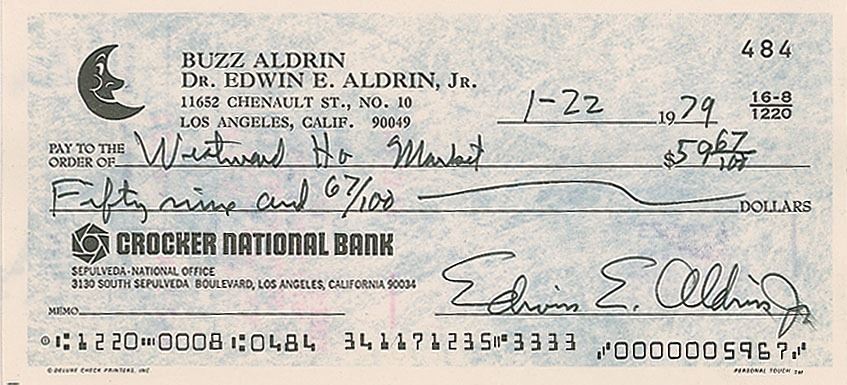 484
BUZZ ALDRIN
DR. EDWIN E. ALDRIN, JR.
11652 CHENAULT ST., NO. 10
LOS ANGELES, CALIF. 90049
1-22 1979
16-8
1220
PAY TO THE
ORDER OF Westward Ho Market $59 67/100
Fifty nine and 67/100 DOLLARS
CROCKER NATIONAL BANK
SEPULVEDA-NATIONAL OFFICE
3130 SOUTH SEPULVEDA BOULEVARD, LOS ANGELES, CALIFORNIA 90034
Edwin E. Aldrin Jr
MEMO
⑆1220⑉0008⑆0484 341171235⑈3333 ⑈0000005967⑈
© DELUXE CHECK PRINTERS, INC PERSONAL TOUCH TM